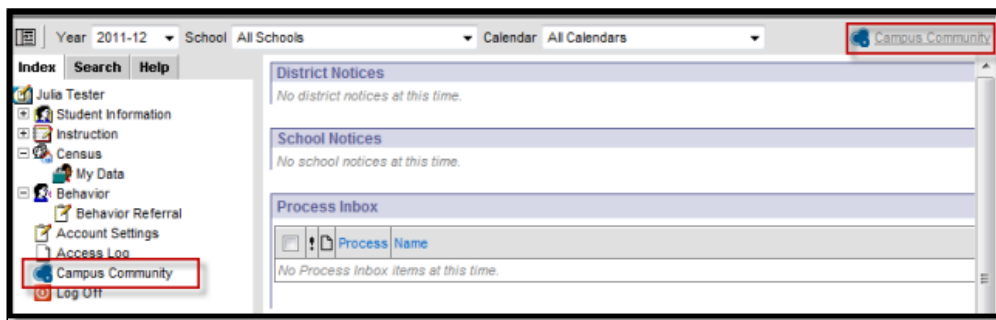 Year 2011-12 School All Schools Calendar All Calendars Campus Community
Index Search Help
Julia Tester
Student Information
Instruction
Census
My Data
Behavior
Behavior Referral
Account Settings
Access Log
Campus Community
Log Off
District Notices
No district notices at this time.
School Notices
No school notices at this time.
Process Inbox
! Process Name
No Process Inbox items at this time.